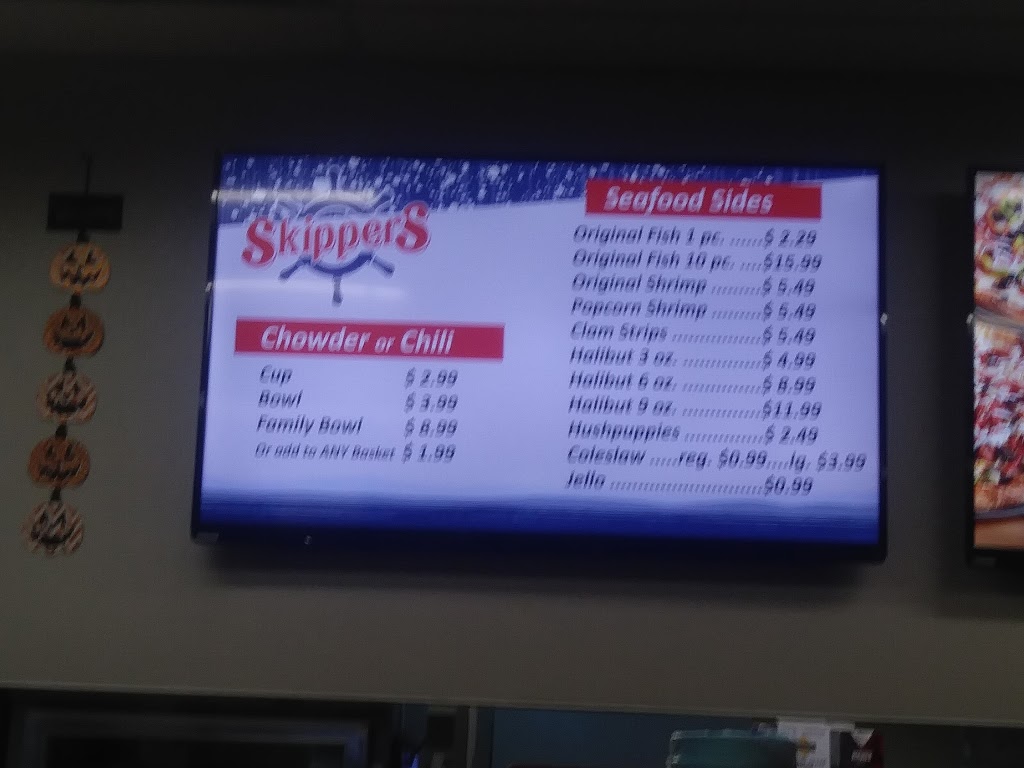 Skippers
Chowder or Chili
Cup $ 2.99
Bowl $ 3.99
Family Bowl $ 8.99
Or add to ANY Basket $ 1.99
Seafood Sides
Original Fish 1 pc. .......$ 2.29
Original Fish 10 pc. ....$15.99
Original Shrimp ..........$ 5.49
Popcorn Shrimp ..........$ 5.49
Clam Strips .................$ 5.49
Halibut 3 oz. ...............$ 4.99
Halibut 6 oz. ...............$ 8.99
Halibut 9 oz. ...............$11.99
Hushpuppies ...............$ 2.49
Coleslaw .....reg. $0.99....lg. $3.99
Jello .............................$0.99